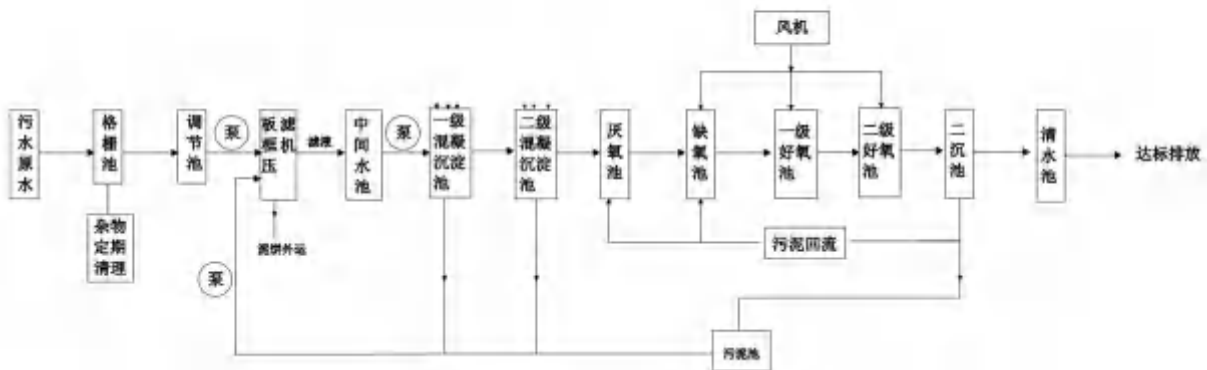 风机
污水原水
格栅池
调节池
泵
板框压滤机
滤液
中间水池
泵
一级混凝沉淀池
二级混凝沉淀池
厌氧池
缺氧池
一级好氧池
二级好氧池
二沉池
清水池
达标排放
杂物
定期
清理
泥饼外运
污泥回流
泵
污泥池